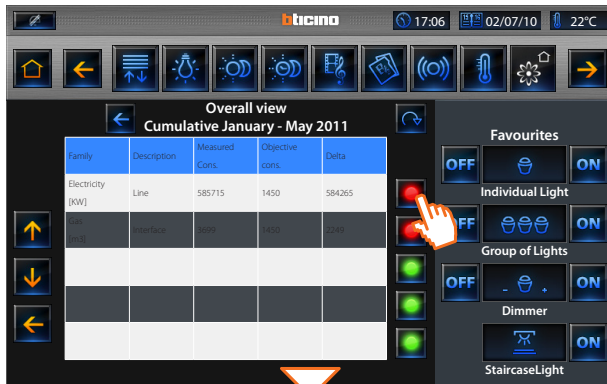 bticino
17:06
02/07/10
22°C
Overall view
Cumulative January - May 2011
Family
Description
Measured Cons.
Objective cons.
Delta
Electricity [KW]
Line
585715
1450
584265
Gas [m3]
Interface
3699
1450
2249
Favourites
OFF
ON
Individual Light
OFF
ON
Group of Lights
OFF
ON
Dimmer
ON
StaircaseLight